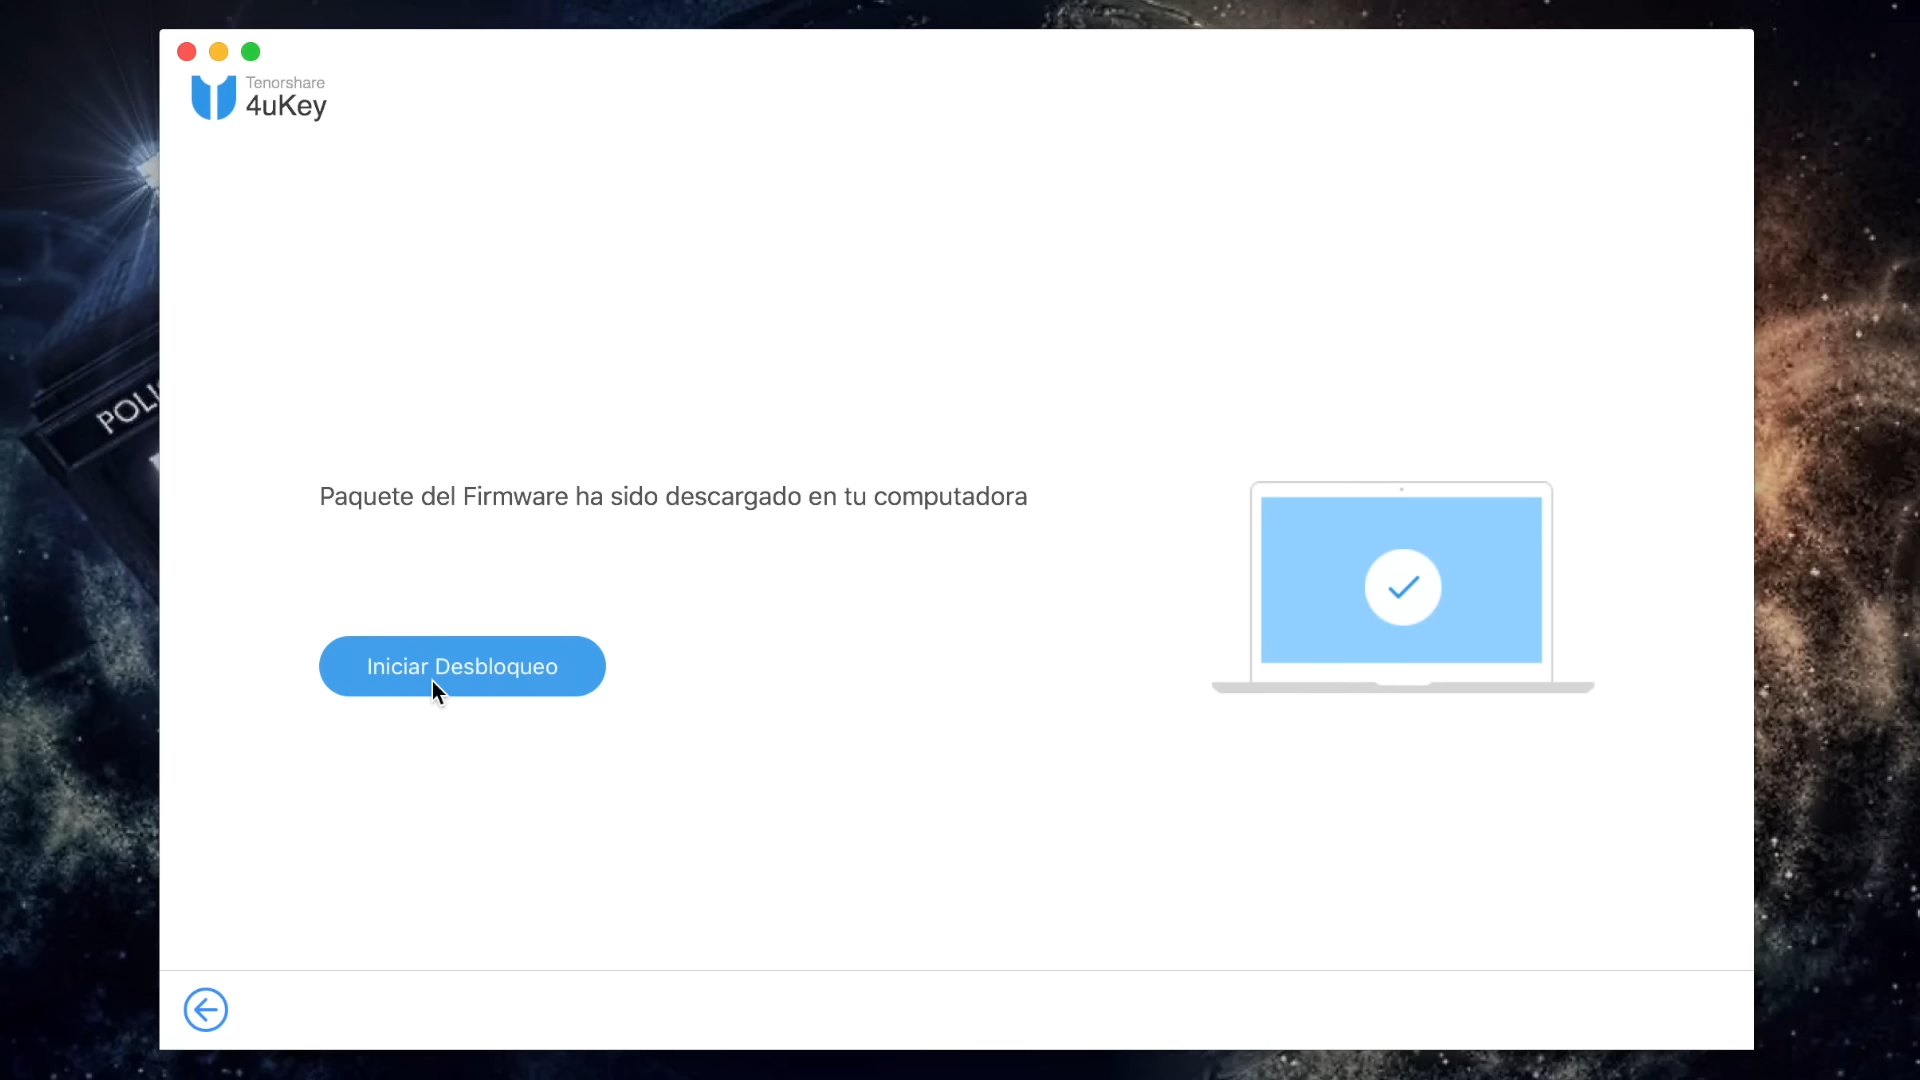 Tenorshare
4uKey
Paquete del Firmware ha sido descargado en tu computadora
Iniciar Desbloqueo